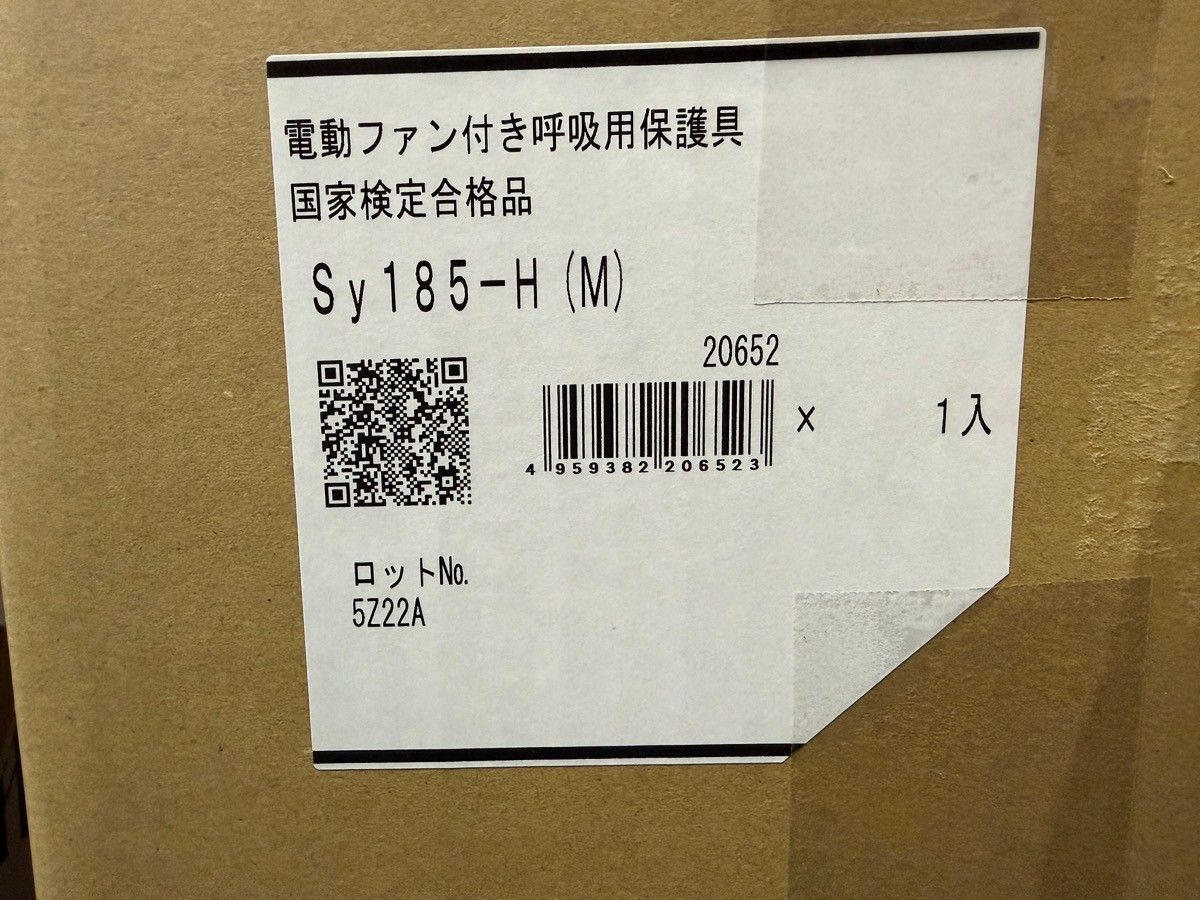 電動ファン付き呼吸用保護具
国家検定合格品
Sy185-H(M)
20652
4 959382 206523
× 1入
ロットNo.
5Z22A